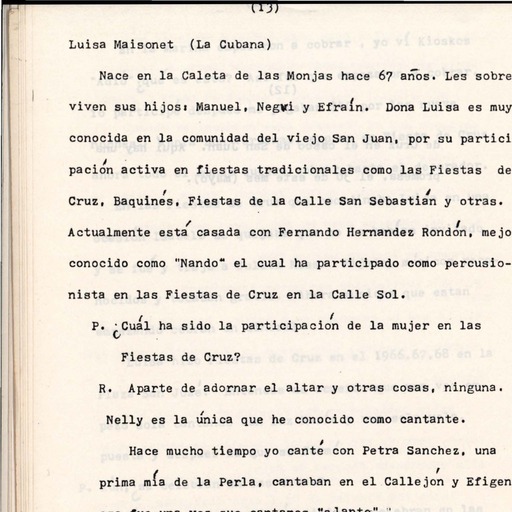 (13)
Luisa Maisonet (La Cubana)
Nace en la Caleta de las Monjas hace 67 años. Les sobre
viven sus hijos: Manuel, Negvi y Efraín. Dona Luisa es muy
conocida en la comunidad del viejo San Juan por su partici
pación activa en fiestas tradicionales como las Fiestas de
Cruz, Baquinés, Fiestas de la Calle San Sebastián y otras.
Actualmente está casada con Fernando Hernandez Rondón, mejo
conocido como "Nando" el cual ha participado como percusio-
nista en las Fiestas de Cruz en la Calle Sol.
P. ¿Cuál ha sido la participación de la mujer en las
Fiestas de Cruz?
R. Aparte de adornar el altar y otras cosas, ninguna.
Nelly es la única que he conocido como cantante.
Hace mucho tiempo yo canté con Petra Sanchez, una
prima mía de la Perla, cantaban en el Callejón y Efigen